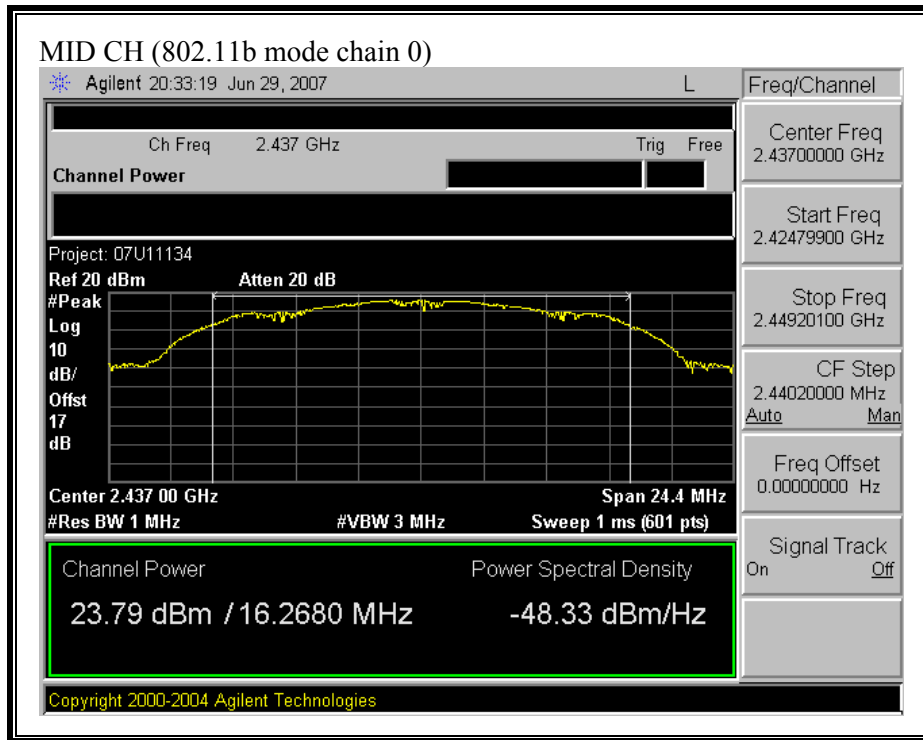 MID CH (802.11b mode chain 0)
Agilent 20:33:19 Jun 29, 2007 L
Freq/Channel
Ch Freq 2.437 GHz Trig Free
Channel Power
Center Freq
2.43700000 GHz
Start Freq
2.42479900 GHz
Stop Freq
2.44920100 GHz
CF Step
2.44020000 MHz
Auto Man
Freq Offset
0.00000000 Hz
Signal Track
On Off
Project: 07U11134
Ref 20 dBm Atten 20 dB
#Peak
Log
10
dB/
Offst
17
dB
Center 2.437 00 GHz Span 24.4 MHz
#Res BW 1 MHz #VBW 3 MHz Sweep 1 ms (601 pts)
Channel Power Power Spectral Density
23.79 dBm / 16.2680 MHz -48.33 dBm/Hz
Copyright 2000-2004 Agilent Technologies